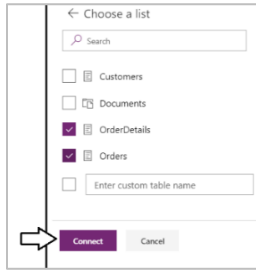 ← Choose a list
Search
Customers
Documents
OrderDetails
Orders
Enter custom table name
Connect Cancel